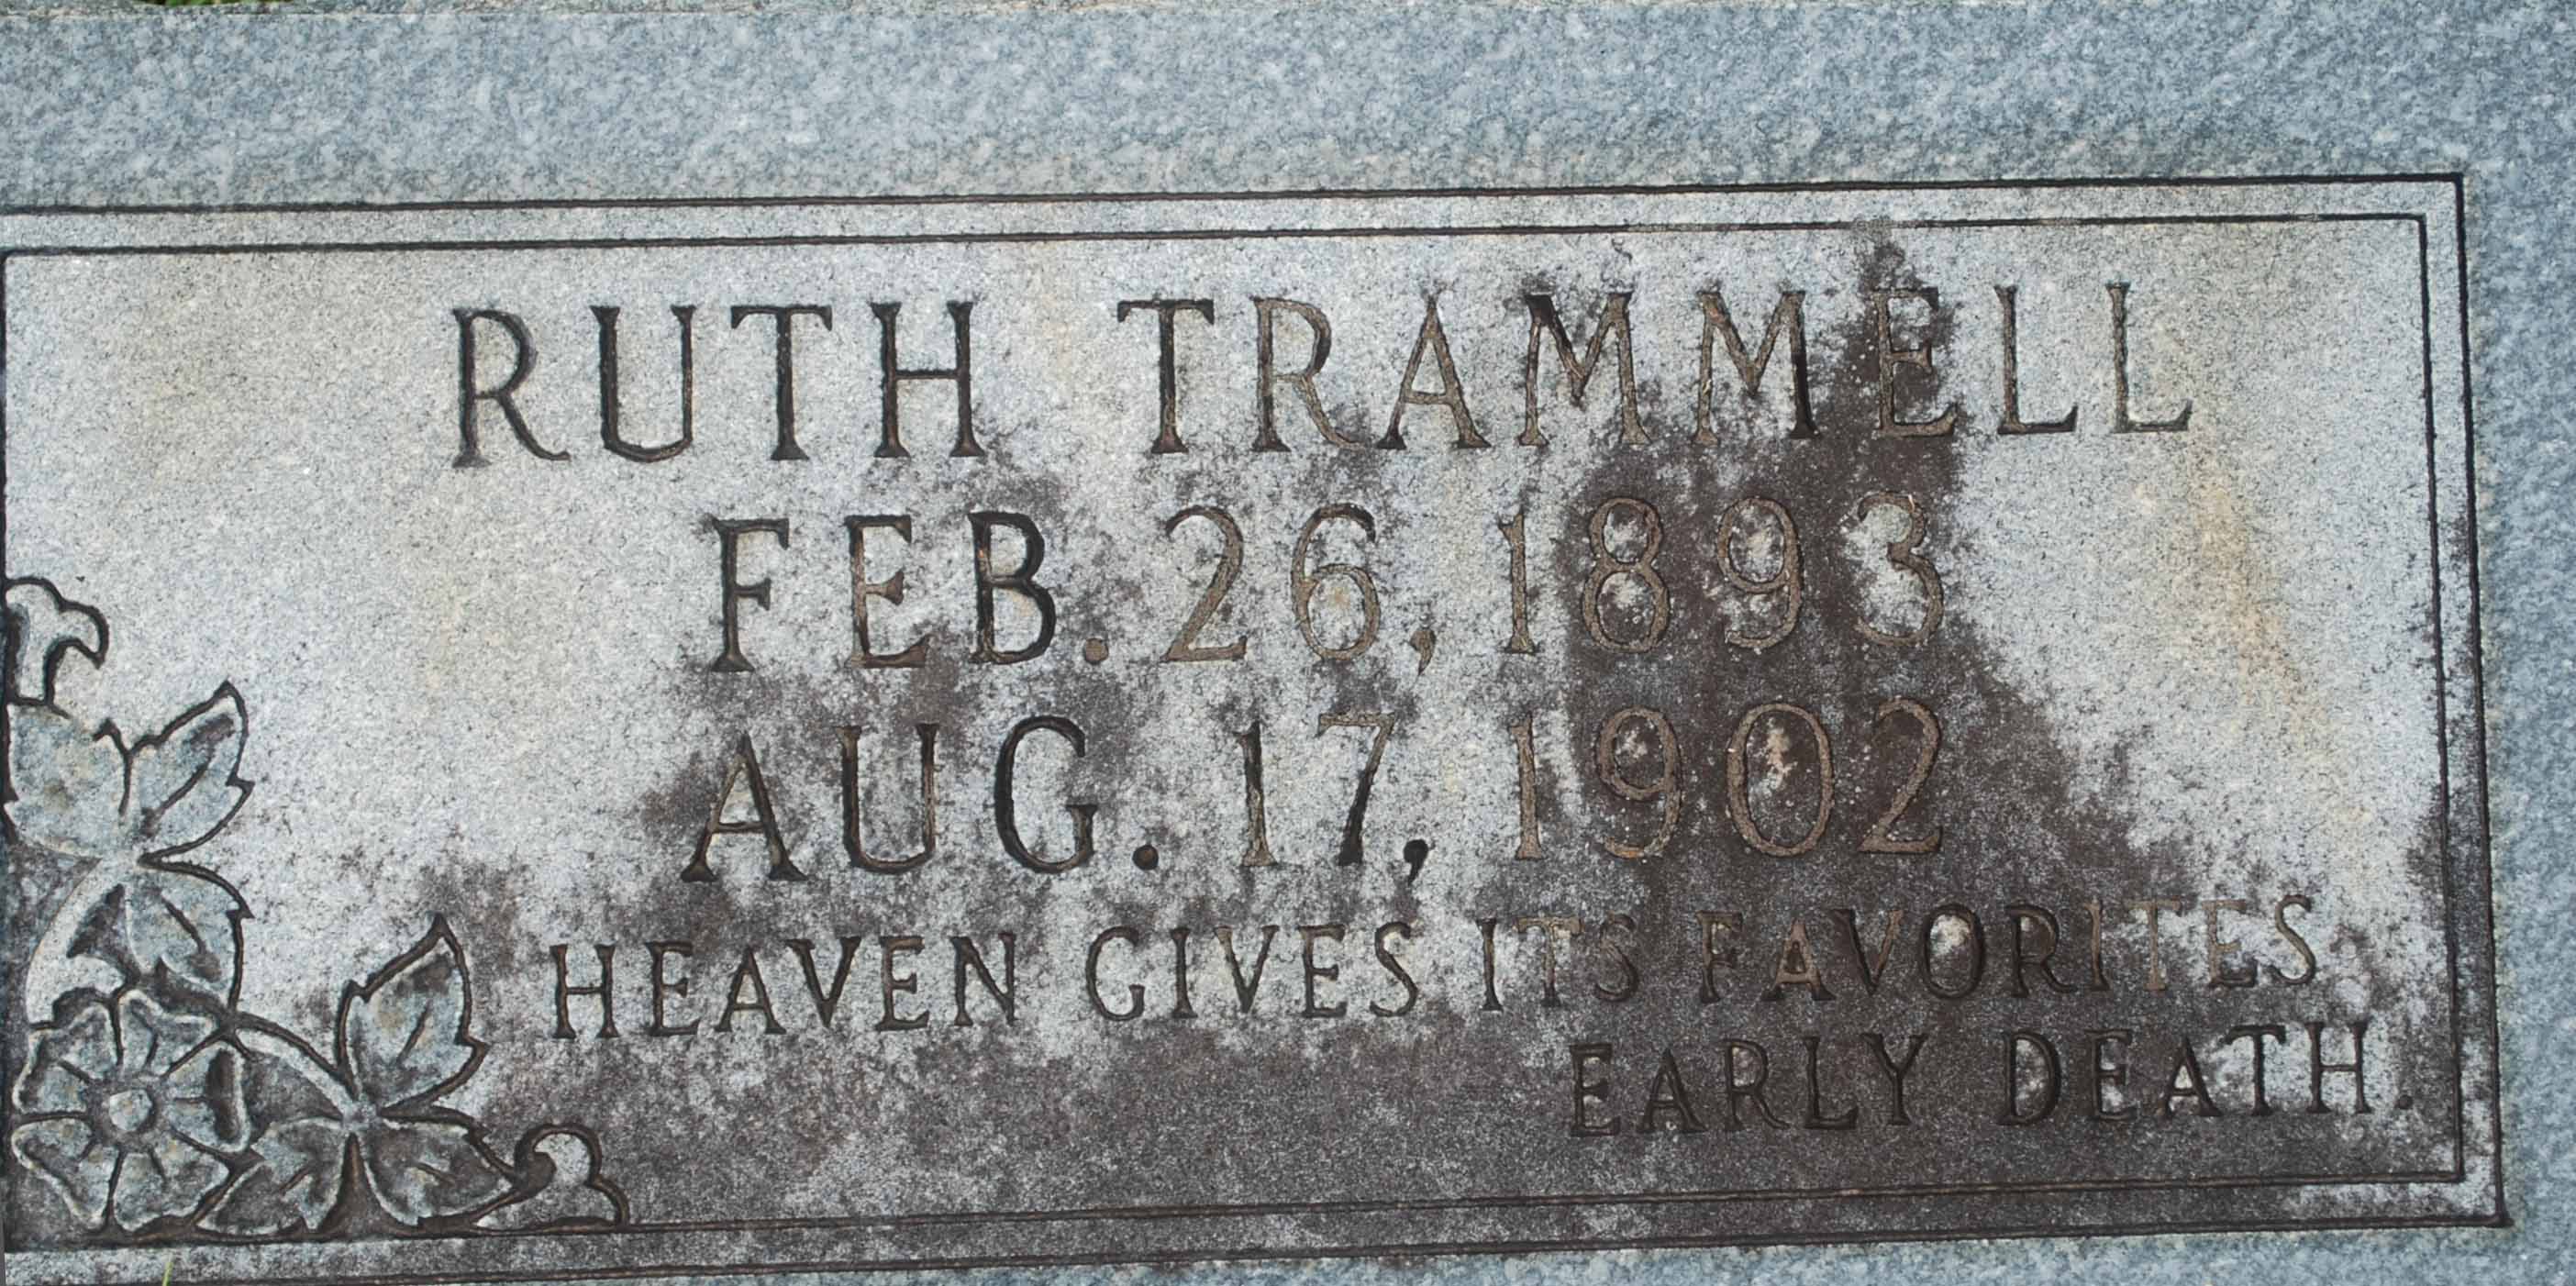 RUTH TRAMMELL
FEB. 26, 1893
AUG. 17, 1902
HEAVEN GIVES ITS FAVORITES
EARLY DEATH.